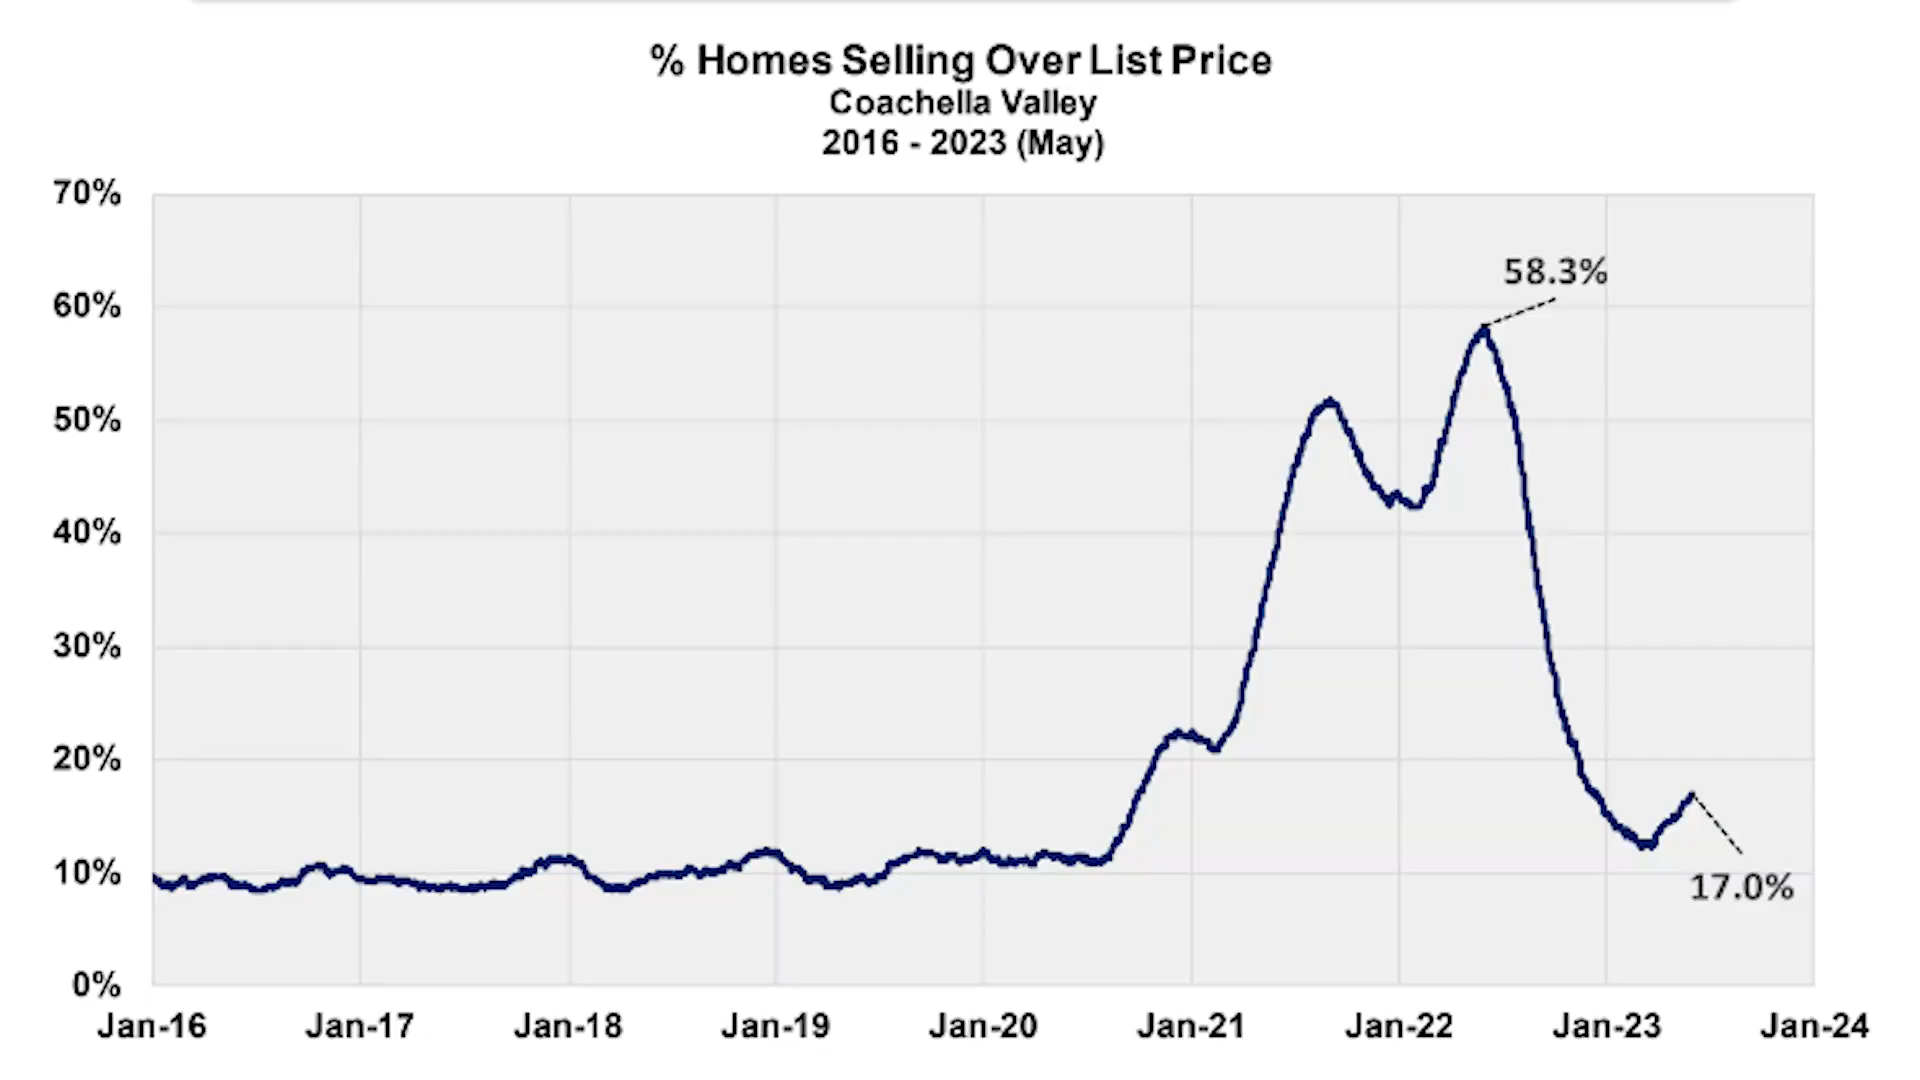 % Homes Selling Over List Price
Coachella Valley
2016 - 2023 (May)
70%
60%
50%
40%
30%
20%
10%
0%
58.3%
17.0%
Jan-16 Jan-17 Jan-18 Jan-19 Jan-20 Jan-21 Jan-22 Jan-23 Jan-24